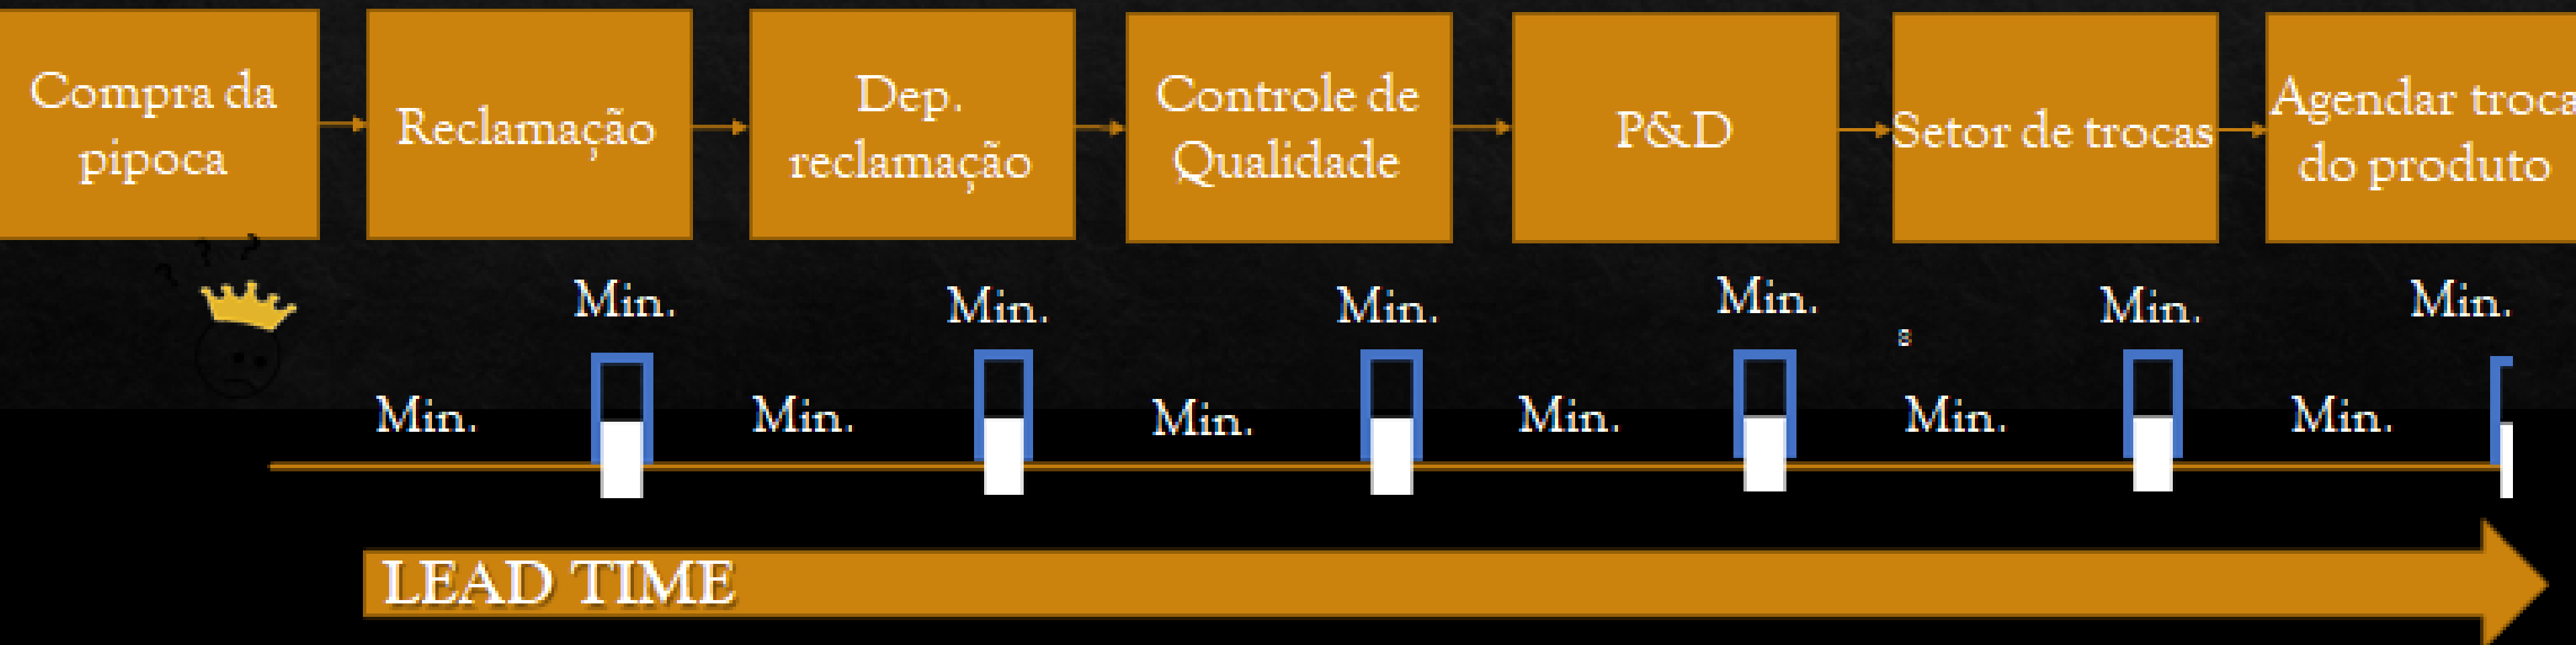 Compra da
pipoca
Reclamação
Dep.
reclamação
Controle de
Qualidade
P&D
Setor de trocas
Agendar troca
do produto
? ? ?
Min.
Min.
Min.
Min.
Min.
Min.
8
Min.
Min.
Min.
Min.
Min.
Min.
LEAD TIME